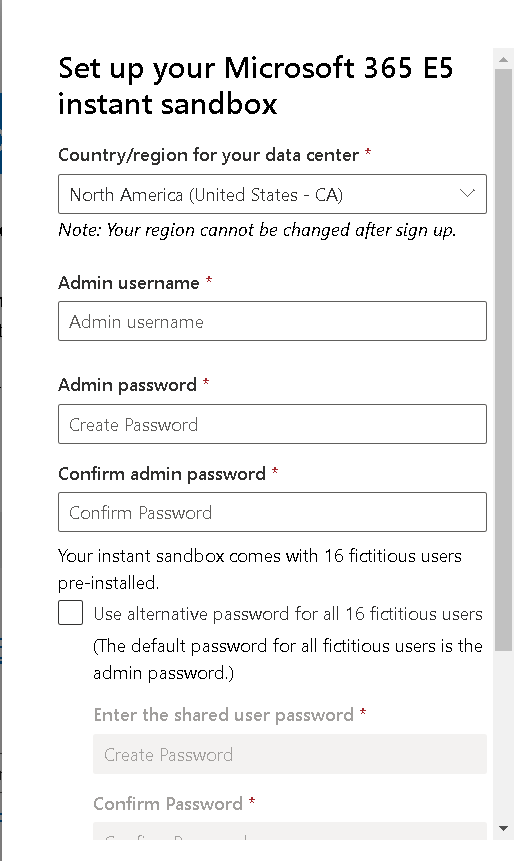 Set up your Microsoft 365 E5
instant sandbox
Country/region for your data center *
North America (United States - CA)
Note: Your region cannot be changed after sign up.
Admin username *
Admin username
Admin password *
Create Password
Confirm admin password *
Confirm Password
Your instant sandbox comes with 16 fictitious users
pre-installed.
Use alternative password for all 16 fictitious users
(The default password for all fictitious users is the
admin password.)
Enter the shared user password *
Create Password
Confirm Password *
Confirm Password